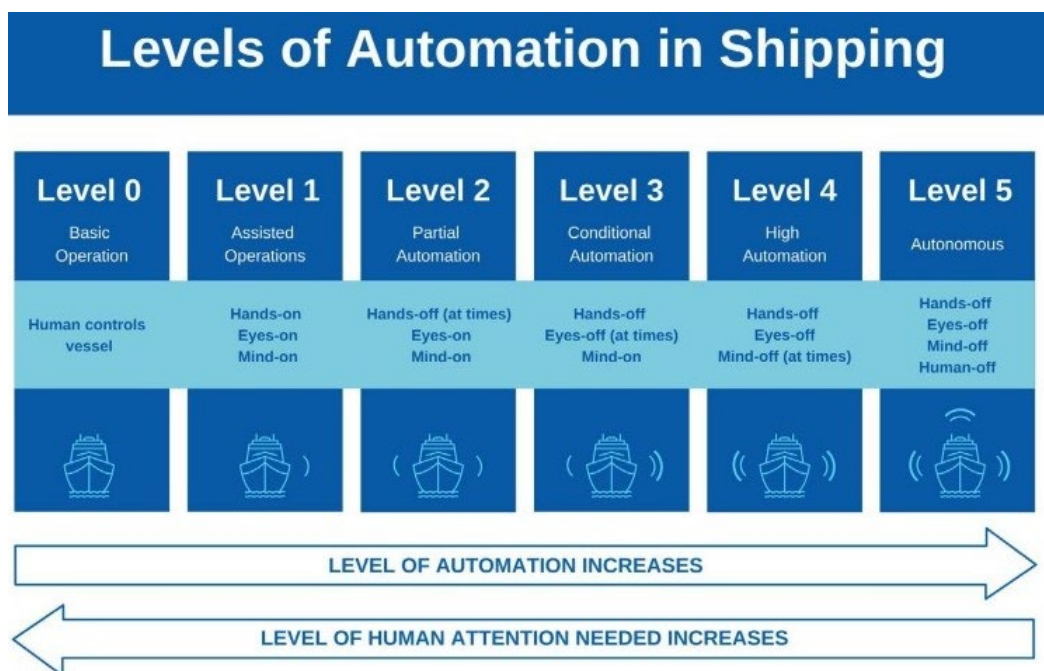 Levels of Automation in Shipping
Level 0
Basic
Operation
Human controls
vessel
Level 1
Assisted
Operations
Hands-on
Eyes-on
Mind-on
Level 2
Partial
Automation
Hands-off (at times)
Eyes-on
Mind-on
Level 3
Conditional
Automation
Hands-off
Eyes-off (at times)
Mind-on
Level 4
High
Automation
Hands-off
Eyes-off
Mind-off (at times)
Level 5
Autonomous
Hands-off
Eyes-off
Mind-off
Human-off
LEVEL OF AUTOMATION INCREASES
LEVEL OF HUMAN ATTENTION NEEDED INCREASES